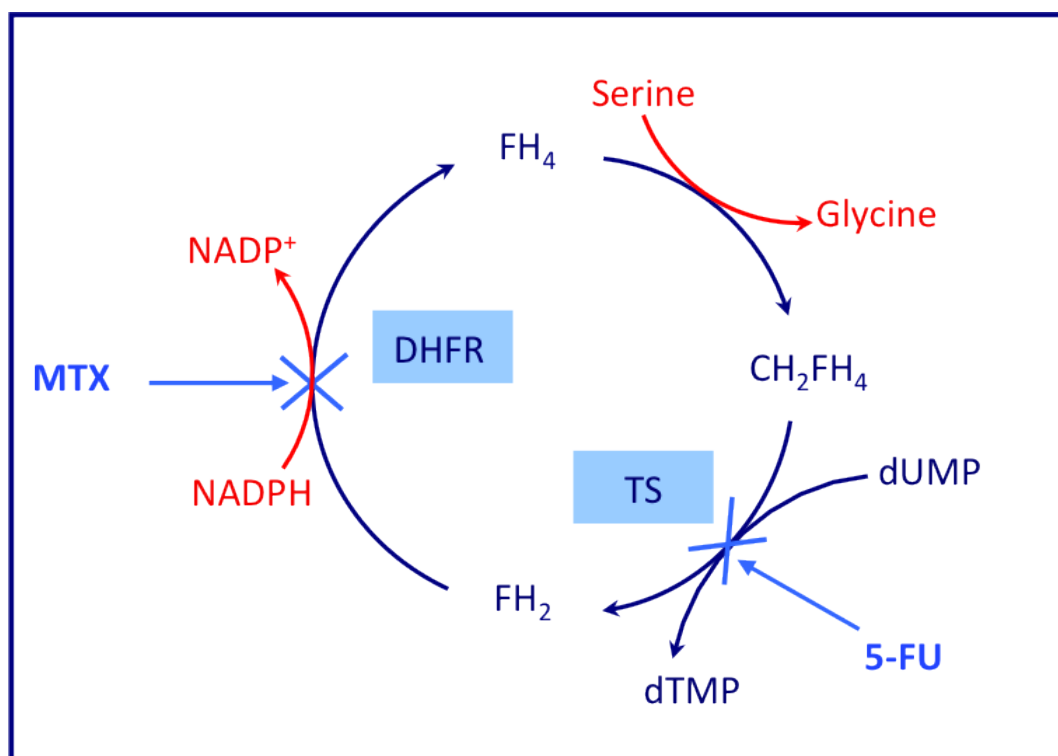 Serine
FH₄
Glycine
NADP⁺
DHFR
MTX
CH₂FH₄
dUMP
NADPH
TS
FH₂
5-FU
dTMP